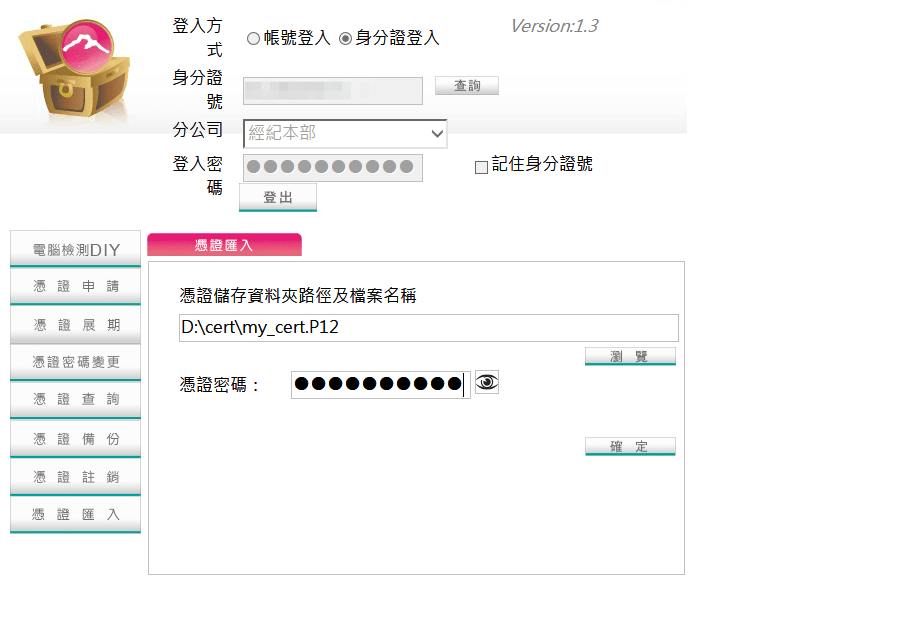 登入方式
帳號登入
身分證登入
Version:1.3
身分證號
查詢
分公司
經紀本部
登入密碼
記住身分證號
登出
電腦檢測DIY
憑證申請
憑證展期
憑證密碼變更
憑證查詢
憑證備份
憑證註銷
憑證匯入
憑證匯入
憑證儲存資料夾路徑及檔案名稱
D:\cert\my_cert.P12
瀏覽
憑證密碼：
確定